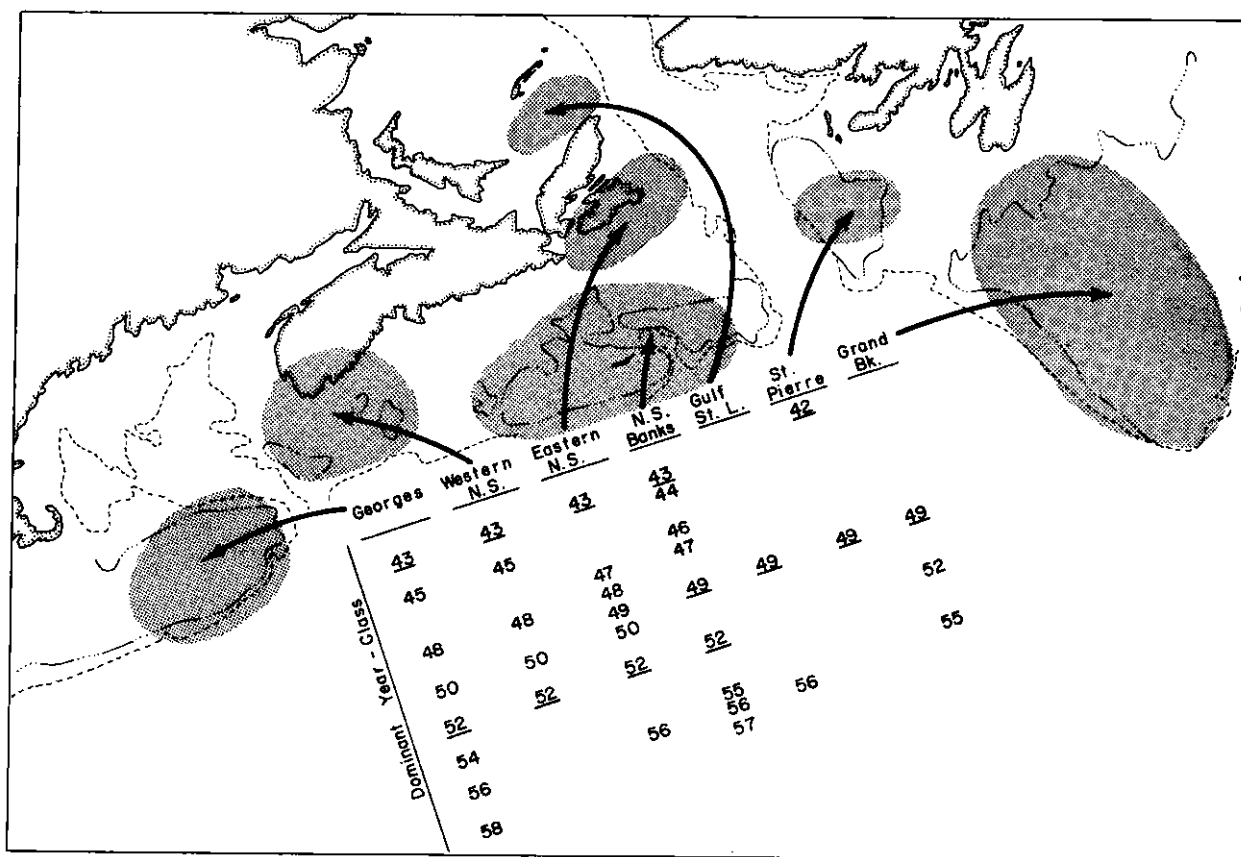 Georges
Western
N.S.
Eastern
N.S.
N.S.
Banks
Gulf
St. L.
St.
Pierre
Grand
Bk.
Dominant Year - Class
42
43 43 43 43
44
45 45
46
47 47
48 48 48
49 49 49 49 49
50 50 50
52 52 52 52 52
54
55 55
56 56 56 56
57
58